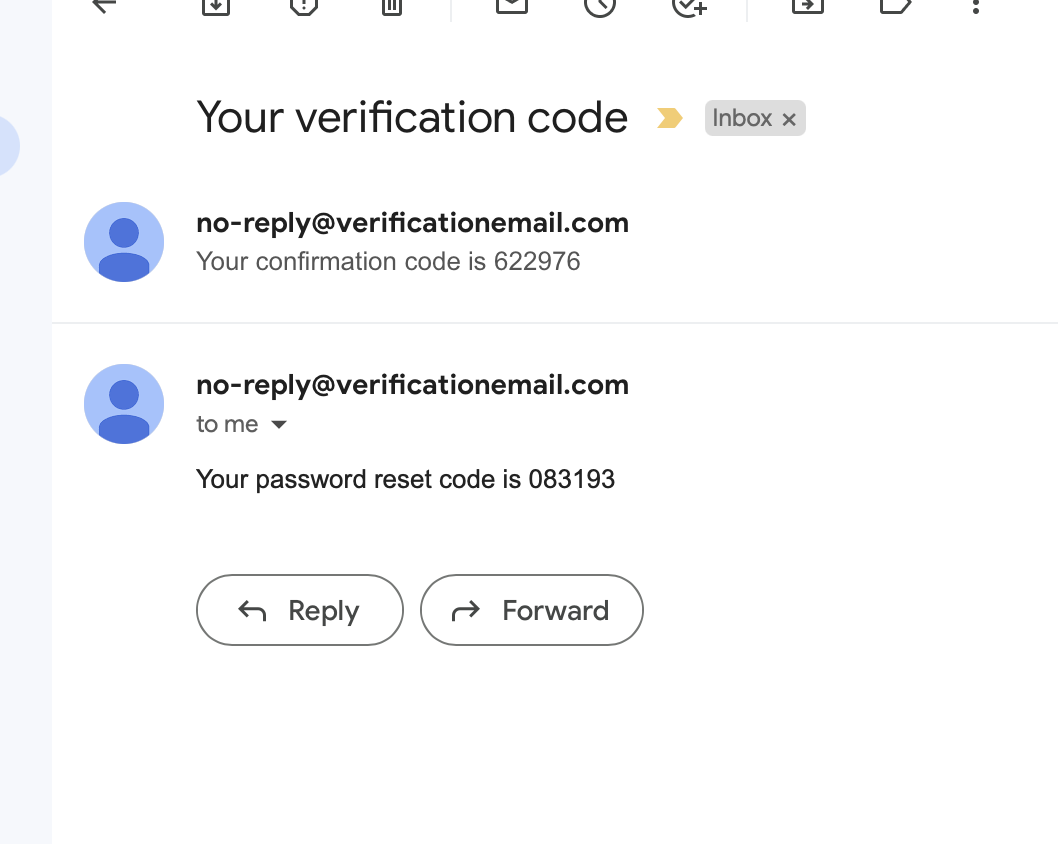 Your verification code Inbox ×
no-reply@verificationemail.com
Your confirmation code is 622976
no-reply@verificationemail.com
to me
Your password reset code is 083193
Reply Forward